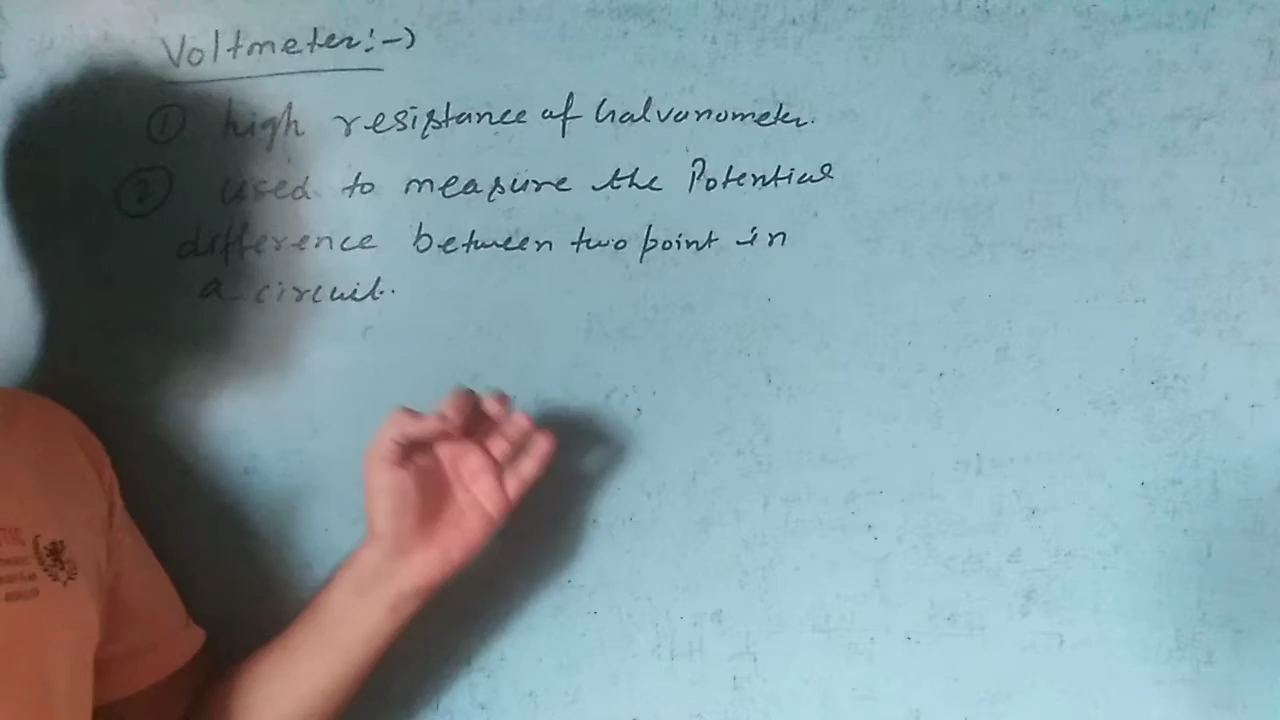 Voltmeter:-)
① high resistance of Galvanometer.
② used to measure the Potential
difference between two point in
a circuit.